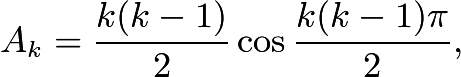 $A_k = \frac{k(k-1)}{2} \cos \frac{k(k-1)\pi}{2},$